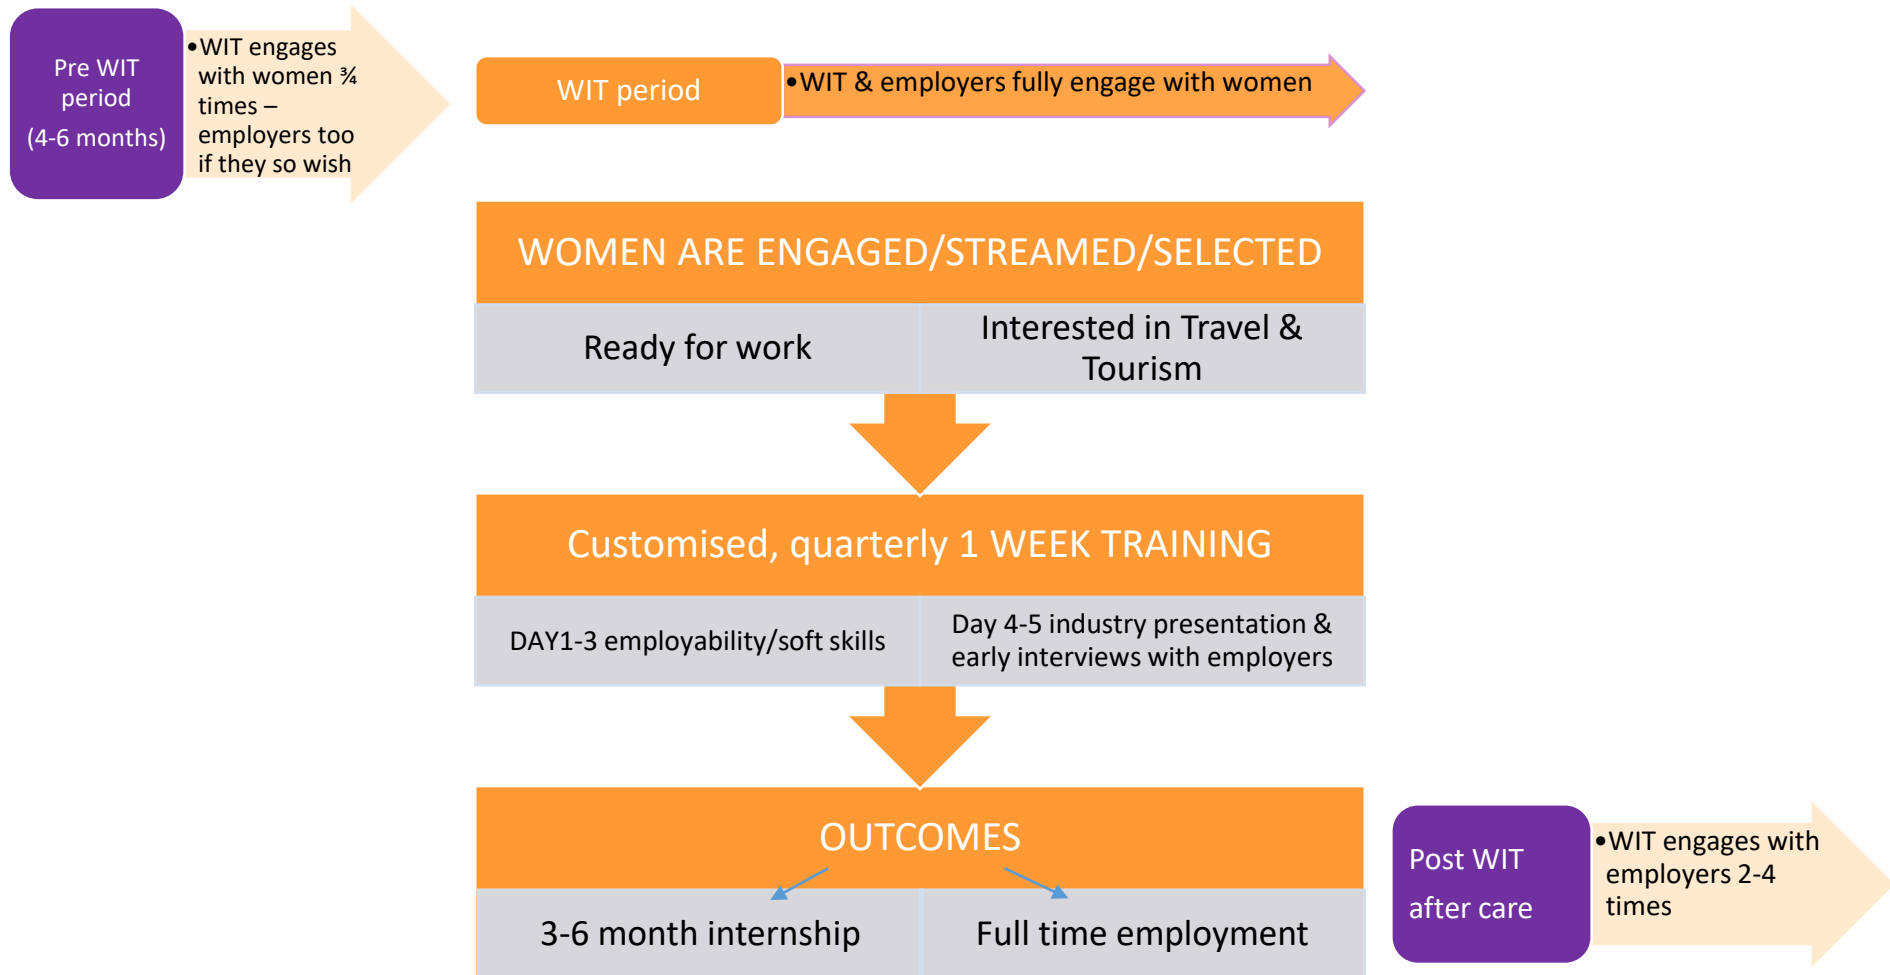 Pre WIT
period
(4-6 months)
•WIT engages
with women ¾
times –
employers too
if they so wish
WIT period
•WIT & employers fully engage with women
WOMEN ARE ENGAGED/STREAMED/SELECTED
Ready for work
Interested in Travel &
Tourism
Customised, quarterly 1 WEEK TRAINING
DAY1-3 employability/soft skills
Day 4-5 industry presentation &
early interviews with employers
OUTCOMES
3-6 month internship
Full time employment
Post WIT
after care
•WIT engages with
employers 2-4
times